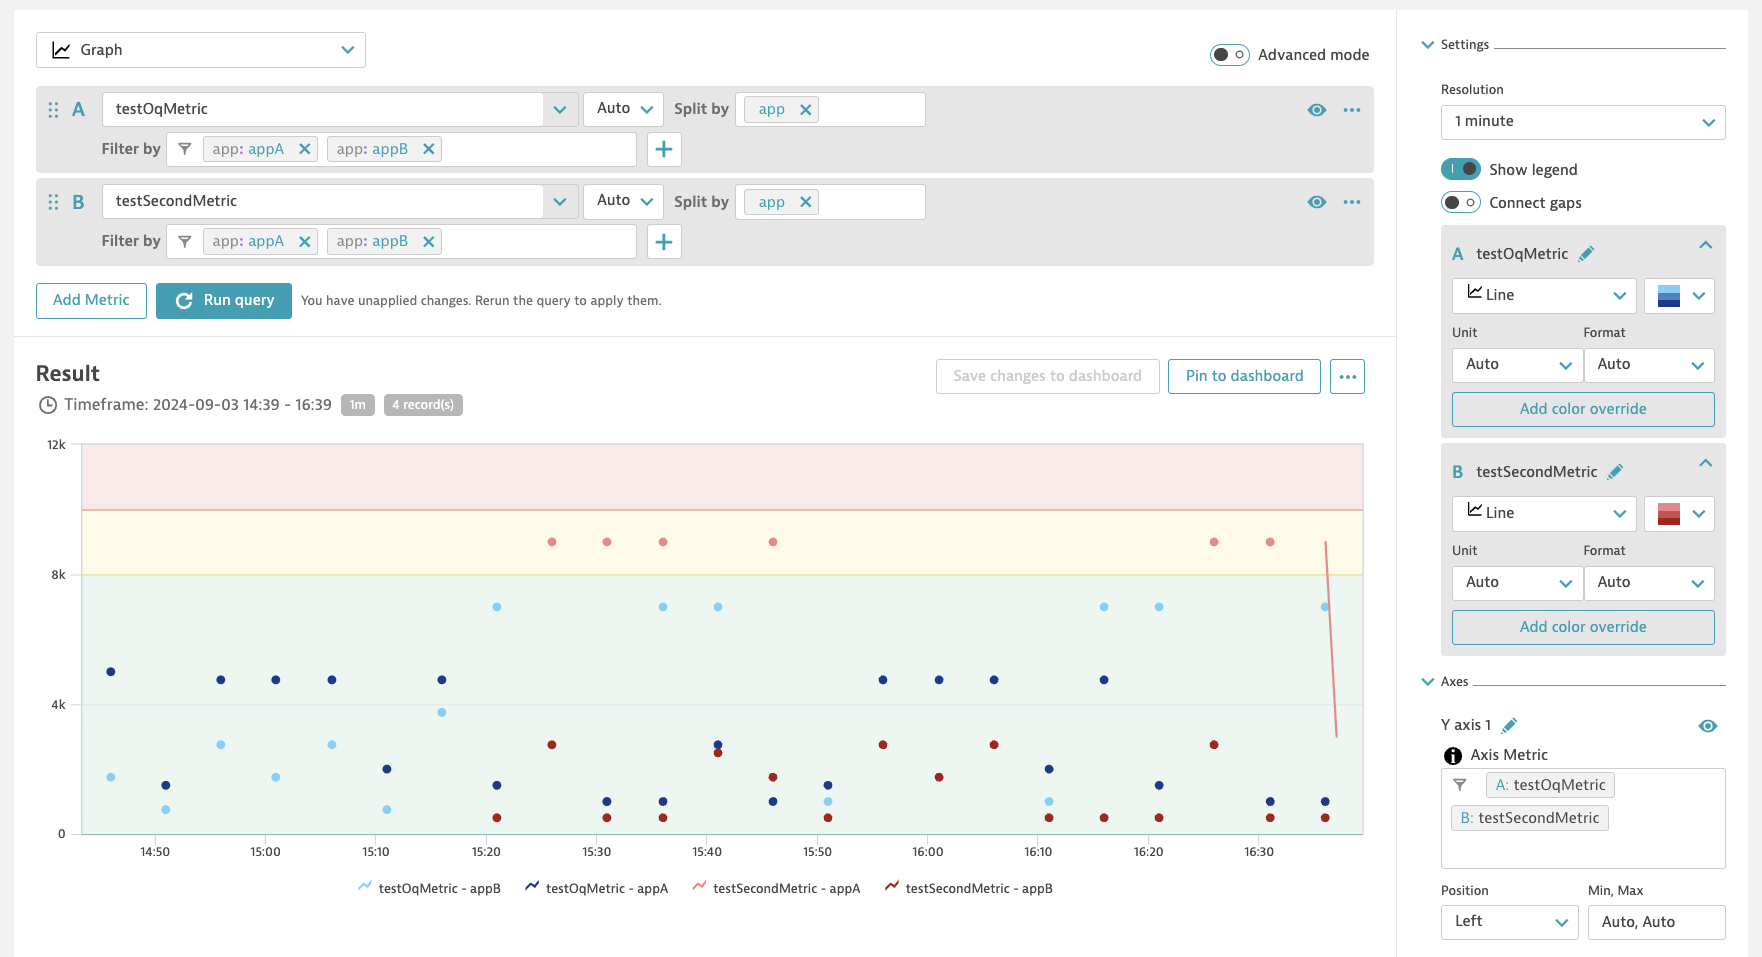 Graph
Advanced mode
A testOqMetric Auto Split by app
Filter by app: appA app: appB
B testSecondMetric Auto Split by app
Filter by app: appA app: appB
Add Metric Run query You have unapplied changes. Rerun the query to apply them.
Result
Save changes to dashboard Pin to dashboard
Timeframe: 2024-09-03 14:39 - 16:39 1m 4 record(s)
12k
8k
4k
0
14:50 15:00 15:10 15:20 15:30 15:40 15:50 16:00 16:10 16:20 16:30
testOqMetric - appB testOqMetric - appA testSecondMetric - appA testSecondMetric - appB
Settings
Resolution
1 minute
Show legend
Connect gaps
A testOqMetric
Line
Unit Format
Auto Auto
Add color override
B testSecondMetric
Line
Unit Format
Auto Auto
Add color override
Axes
Y axis 1
Axis Metric
A: testOqMetric
B: testSecondMetric
Position Min, Max
Left Auto, Auto